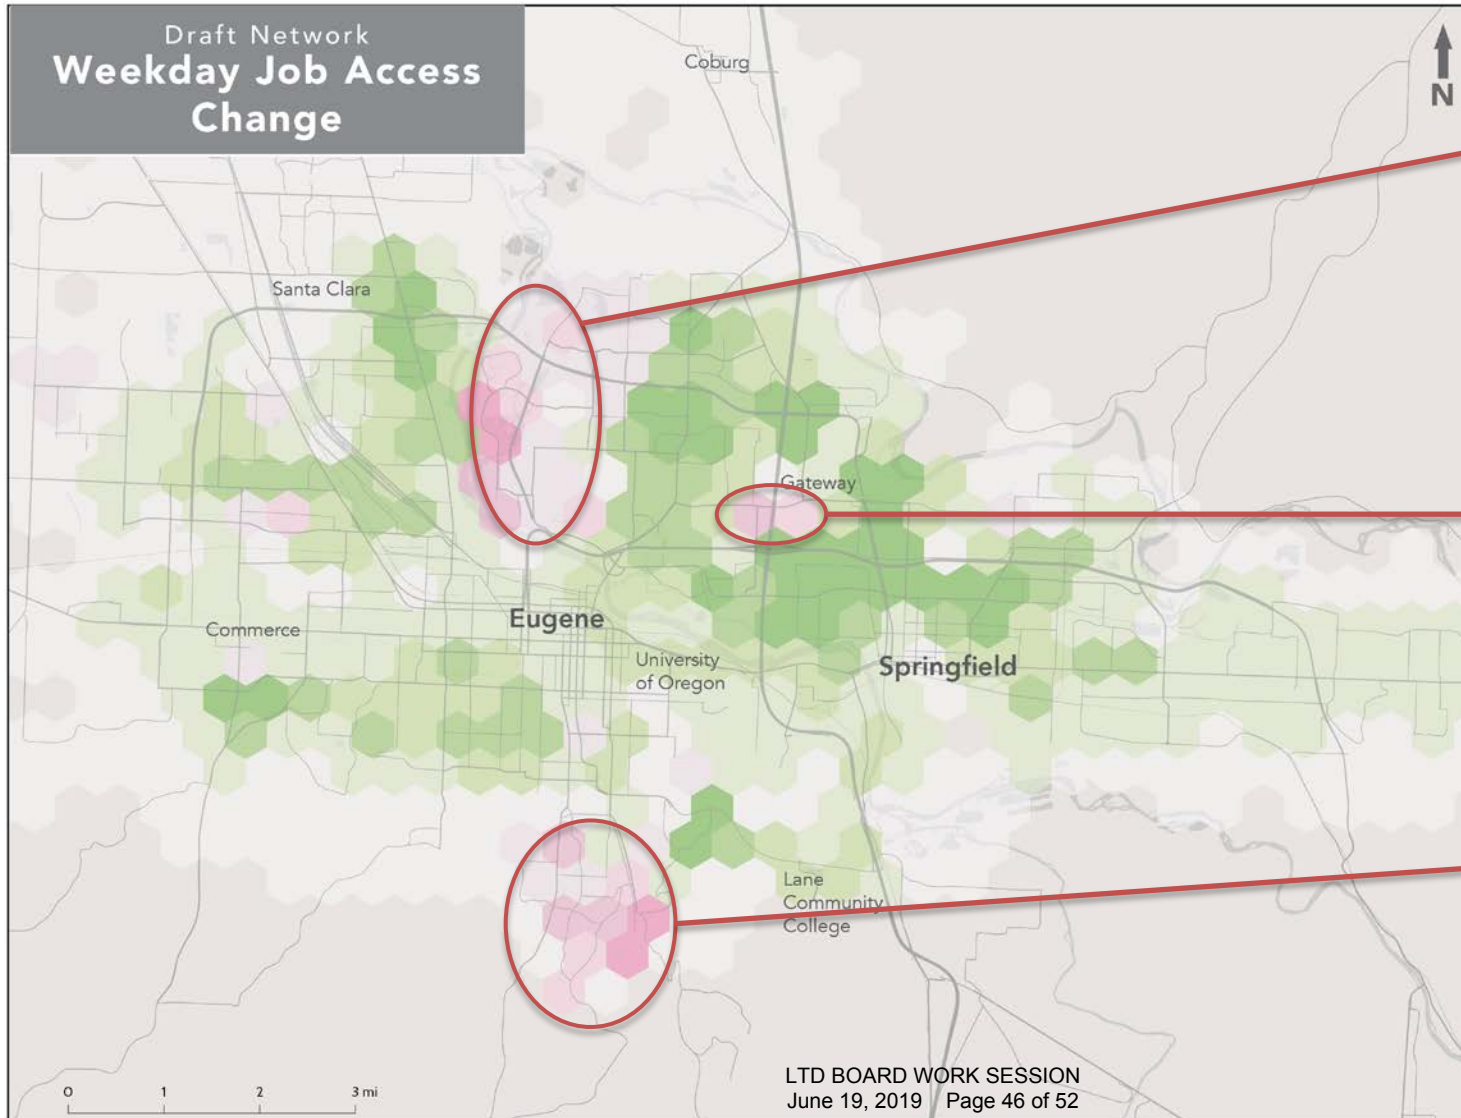 Draft Network
Weekday Job Access
Change
Coburg
N
Santa Clara
Gateway
Eugene
Commerce
University
of Oregon
Springfield
Lane
Community
College
0 1 2 3 mi
LTD BOARD WORK SESSION
June 19, 2019 Page 46 of 52